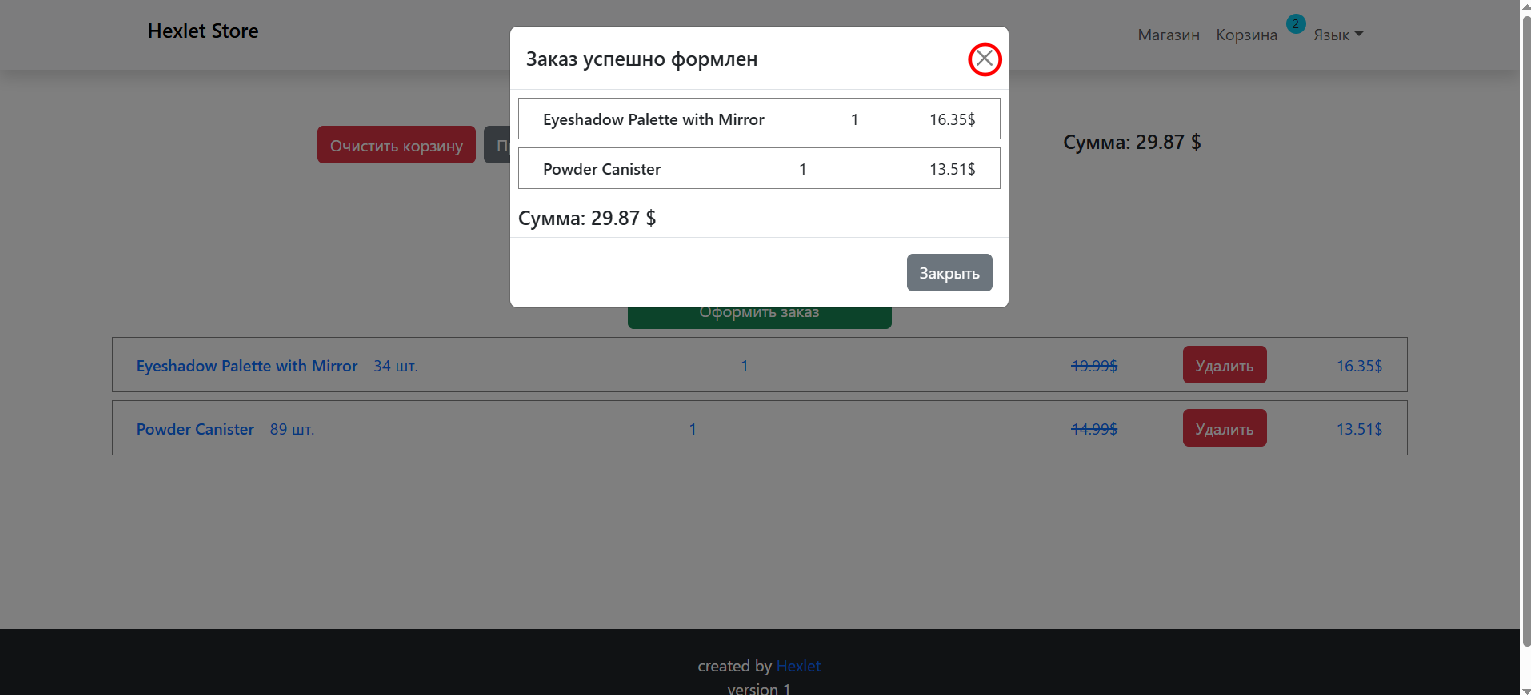 Hexlet Store
Магазин Корзина 2 Язык
Заказ успешно формлен
Eyeshadow Palette with Mirror 1 16.35$
Powder Canister 1 13.51$
Сумма: 29.87 $
Закрыть
Очистить корзину
Сумма: 29.87 $
Оформить заказ
Eyeshadow Palette with Mirror 34 шт. 1 19.99$ Удалить 16.35$
Powder Canister 89 шт. 1 14.99$ Удалить 13.51$
created by Hexlet
version 1